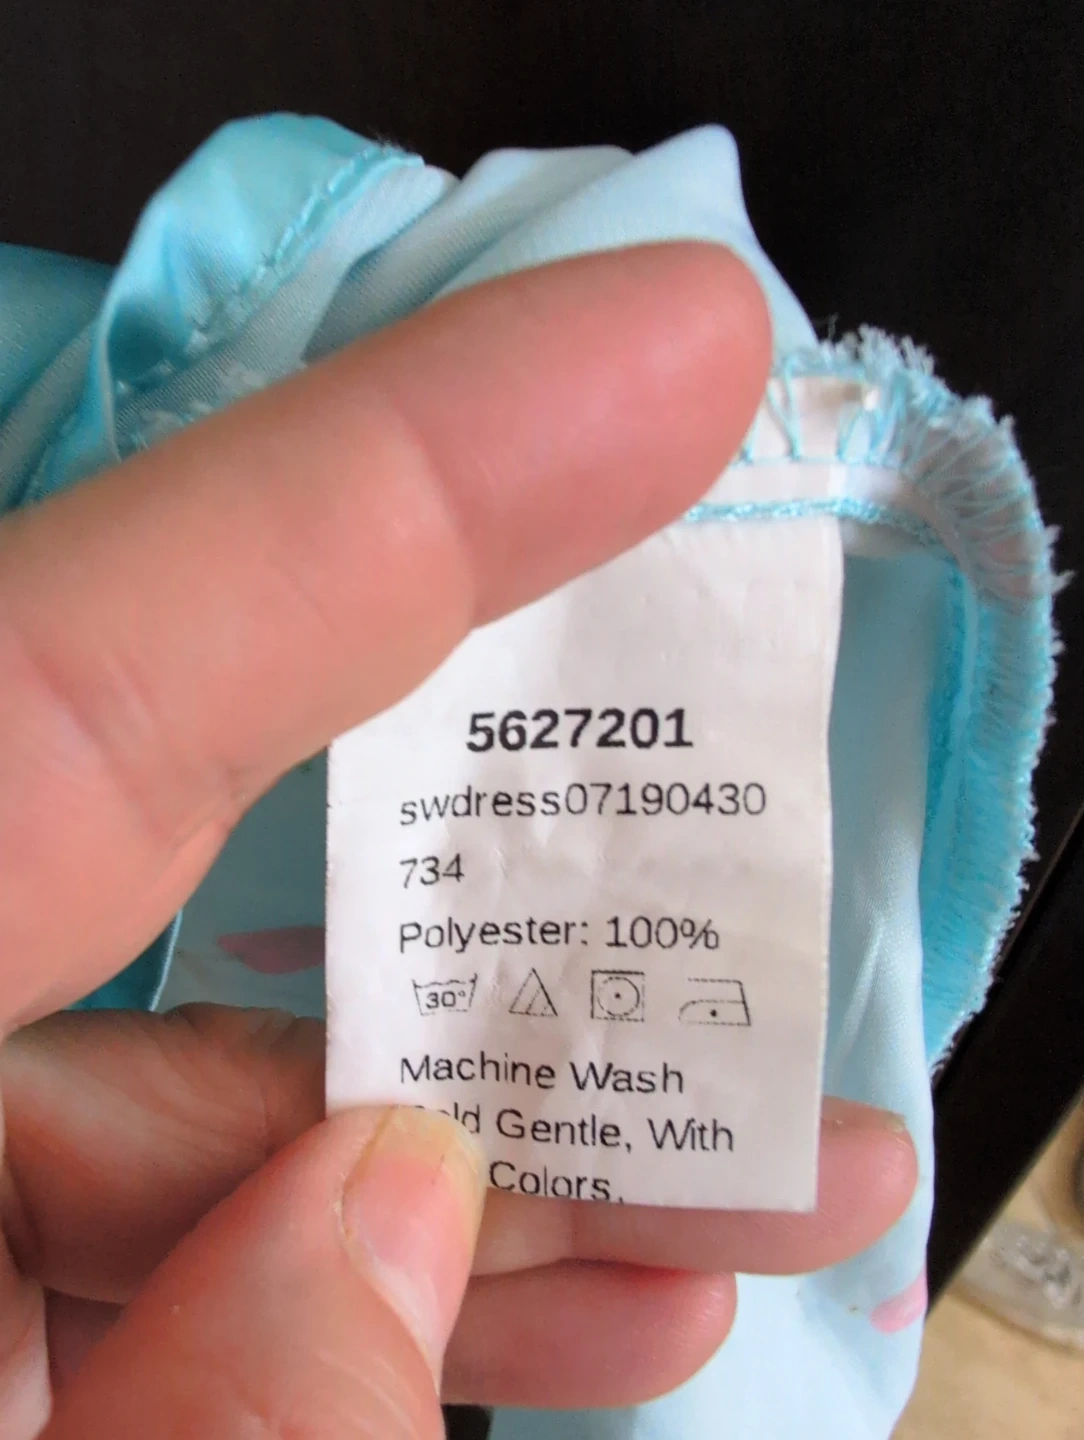 5627201
swdress07190430
734
Polyester: 100%
30°
Machine Wash
Gentle, With
Colors,